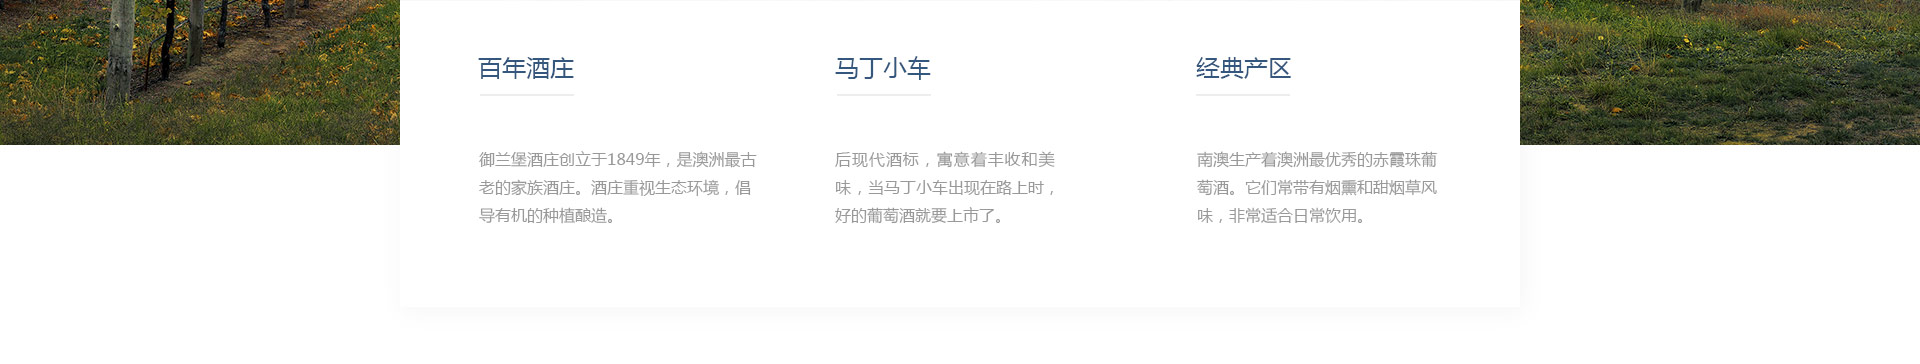 百年酒庄
御兰堡酒庄创立于1849年，是澳洲最古
老的家族酒庄。酒庄重视生态环境，倡
导有机的种植酿造。
马丁小车
后现代酒标，寓意着丰收和美
味，当马丁小车出现在路上时，
好的葡萄酒就要上市了。
经典产区
南澳生产着澳洲最优秀的赤霞珠葡
萄酒。它们常带有烟熏和甜烟草风
味，非常适合日常饮用。